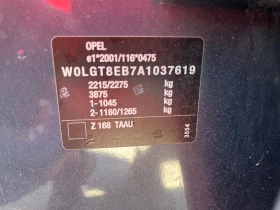 OPEL
e1*2001/116*0475
W0LGT8EB7A1037619
2215/2275 kg
3875 kg
1-1045 kg
2-1180/1265 kg
Z 168 TAAU
3554